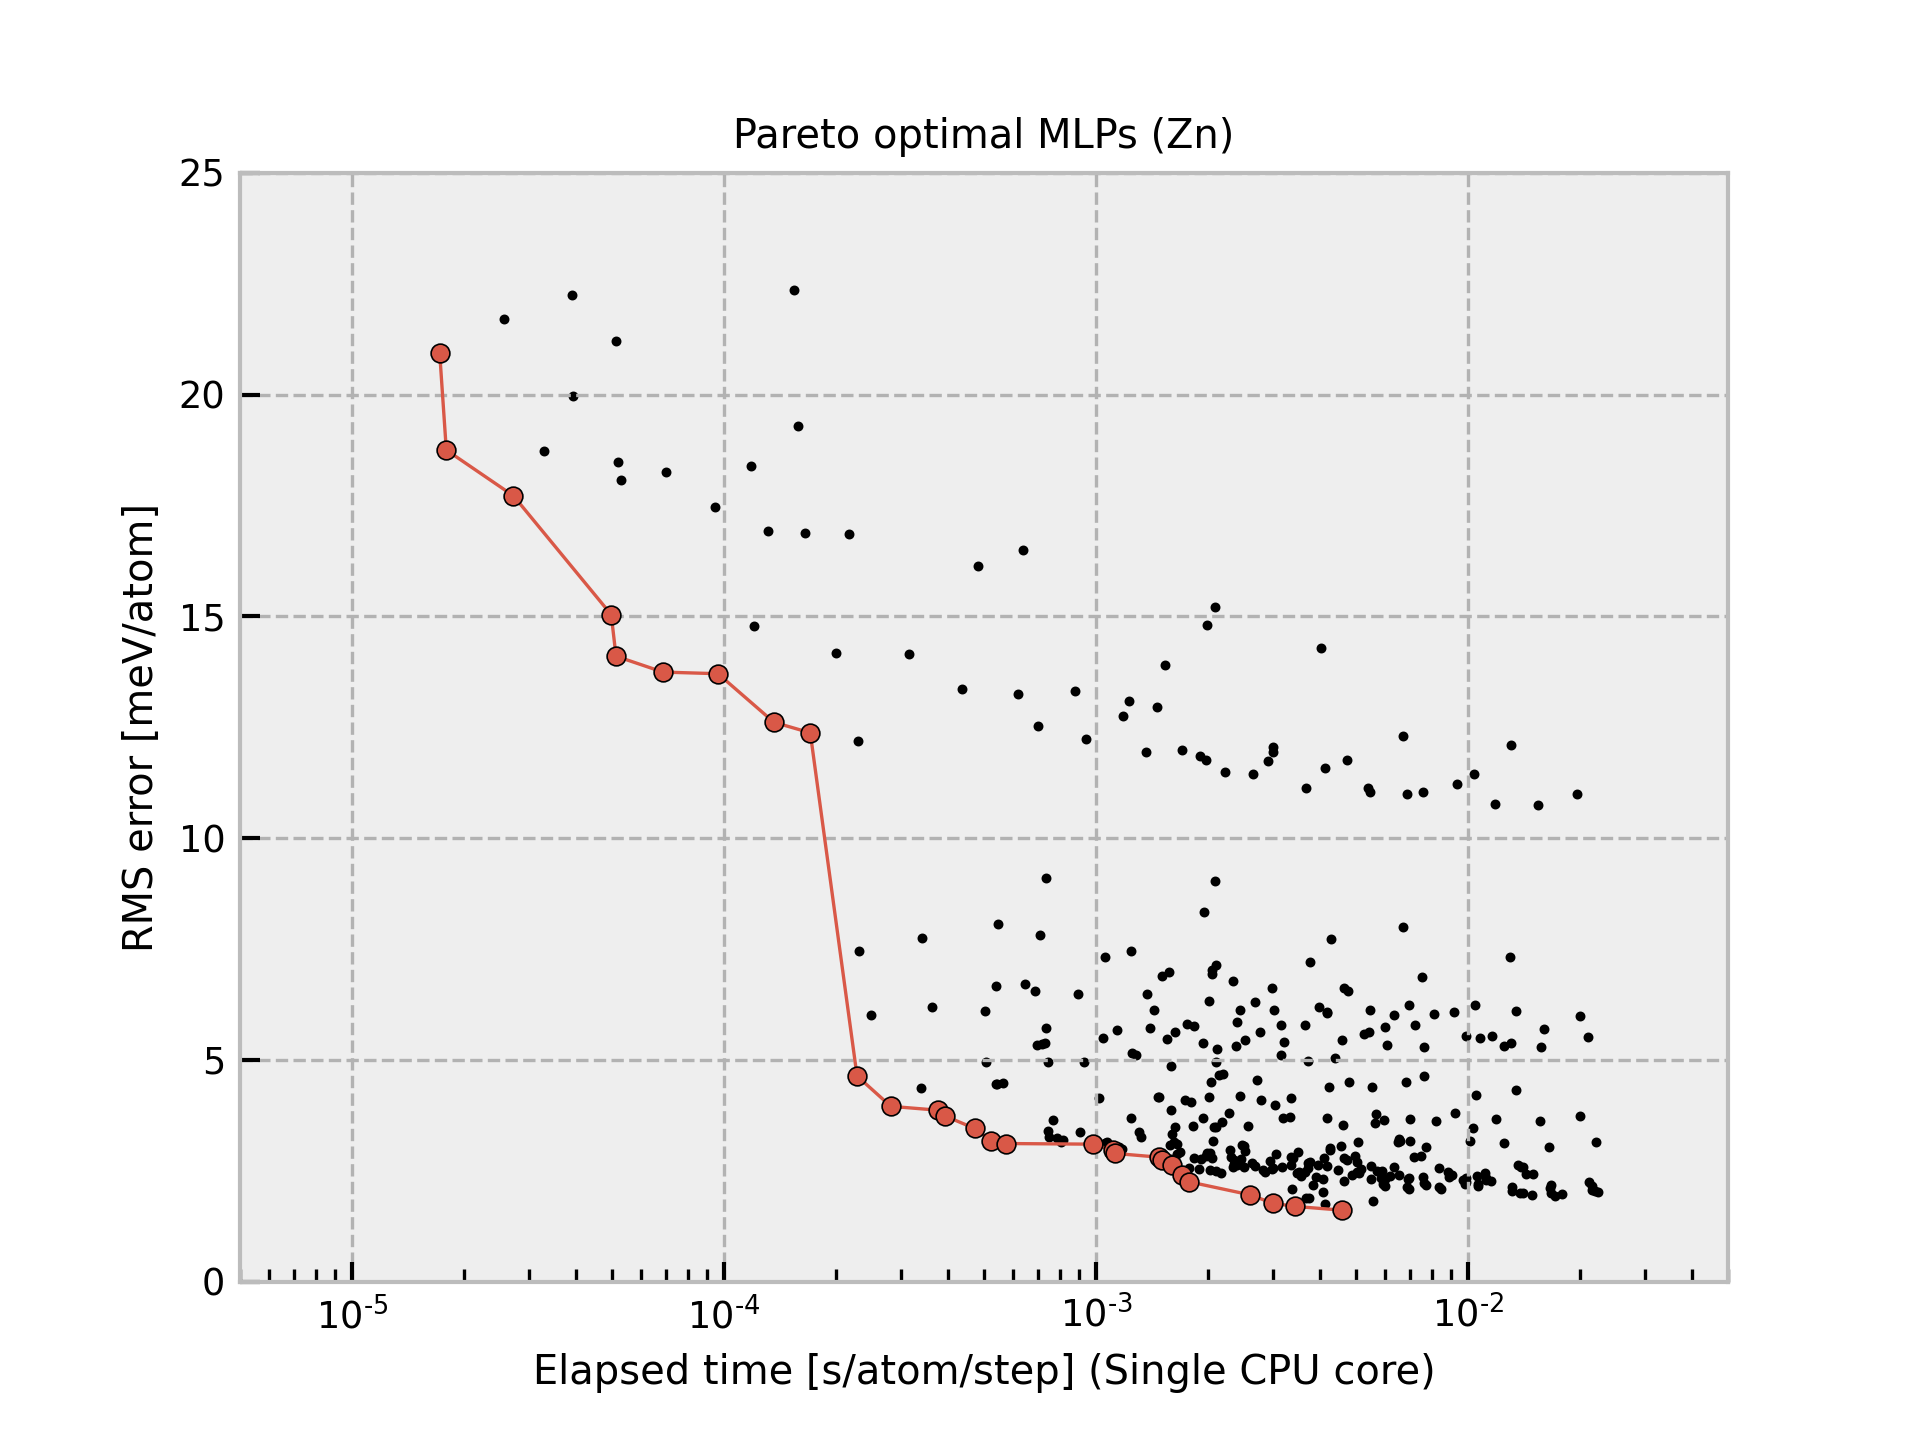 Pareto optimal MLPs (Zn)
25
20
15
10
5
0
RMS error [meV/atom]
10-5 10-4 10-3 10-2
Elapsed time [s/atom/step] (Single CPU core)